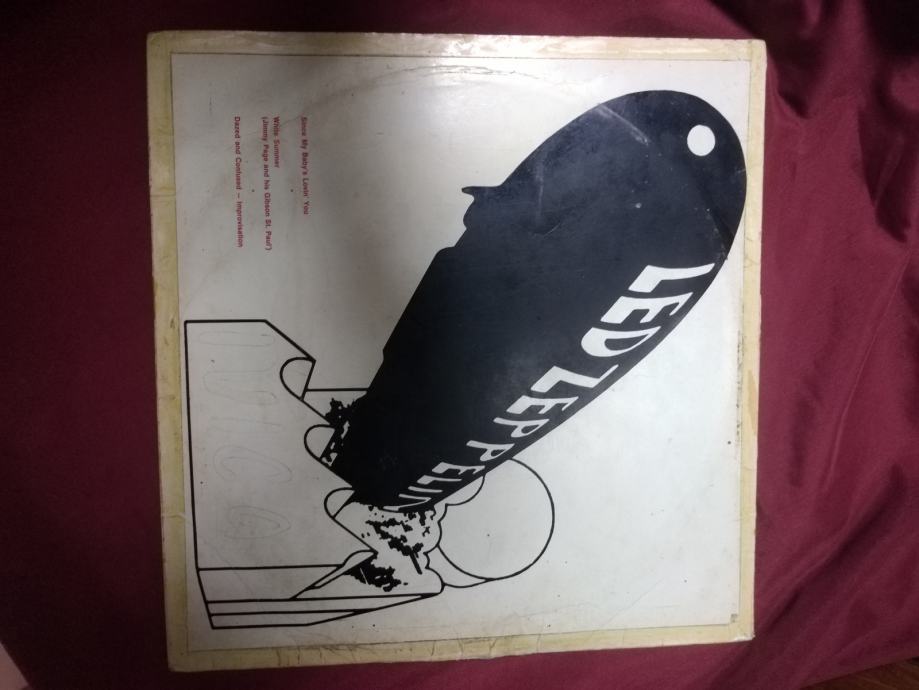 LED ZEPPELIN
Since My Baby's Lovin' You
White Summer
(Jimmy Page and his Gibson St. Paul')
Dazed and Confused — Improvisation